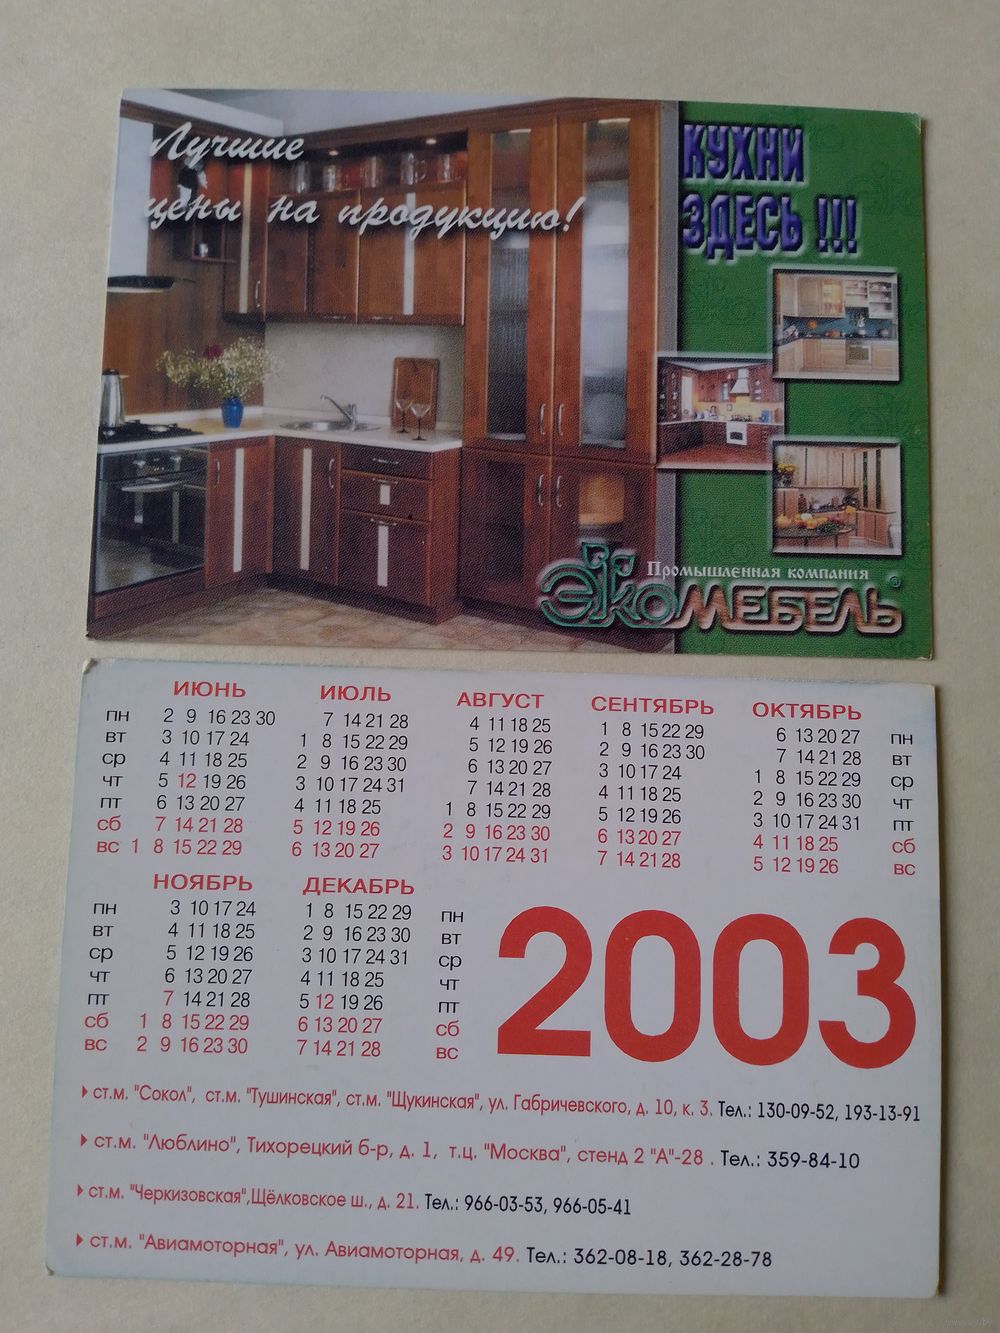 Лучшие
цены на продукцию!
КУХНИ
ЗДЕСЬ !!!
Промышленная компания
ЭкоМЕБЕЛЬ®
ИЮНЬ ИЮЛЬ АВГУСТ СЕНТЯБРЬ ОКТЯБРЬ
пн 2 9 16 23 30 7 14 21 28 4 11 18 25 1 8 15 22 29 6 13 20 27 пн
вт 3 10 17 24 1 8 15 22 29 5 12 19 26 2 9 16 23 30 7 14 21 28 вт
ср 4 11 18 25 2 9 16 23 30 6 13 20 27 3 10 17 24 1 8 15 22 29 ср
чт 5 12 19 26 3 10 17 24 31 7 14 21 28 4 11 18 25 2 9 16 23 30 чт
пт 6 13 20 27 4 11 18 25 1 8 15 22 29 5 12 19 26 3 10 17 24 31 пт
сб 7 14 21 28 5 12 19 26 2 9 16 23 30 6 13 20 27 4 11 18 25 сб
вс 1 8 15 22 29 6 13 20 27 3 10 17 24 31 7 14 21 28 5 12 19 26 вс
НОЯБРЬ ДЕКАБРЬ
пн 3 10 17 24 1 8 15 22 29 пн
вт 4 11 18 25 2 9 16 23 30 вт
ср 5 12 19 26 3 10 17 24 31 ср
чт 6 13 20 27 4 11 18 25 чт
пт 7 14 21 28 5 12 19 26 пт
сб 1 8 15 22 29 6 13 20 27 сб
вс 2 9 16 23 30 7 14 21 28 вс
2003
ст.м. "Сокол", ст.м. "Тушинская", ст.м. "Щукинская", ул. Габричевского, д. 10, к. 3. Тел.: 130-09-52, 193-13-91
ст.м. "Люблино", Тихорецкий б-р, д. 1, т.ц. "Москва", стенд 2 "А"-28 . Тел.: 359-84-10
ст.м. "Черкизовская",Щёлковское ш., д. 21. Тел.: 966-03-53, 966-05-41
ст.м. "Авиамоторная", ул. Авиамоторная, д. 49. Тел.: 362-08-18, 362-28-78